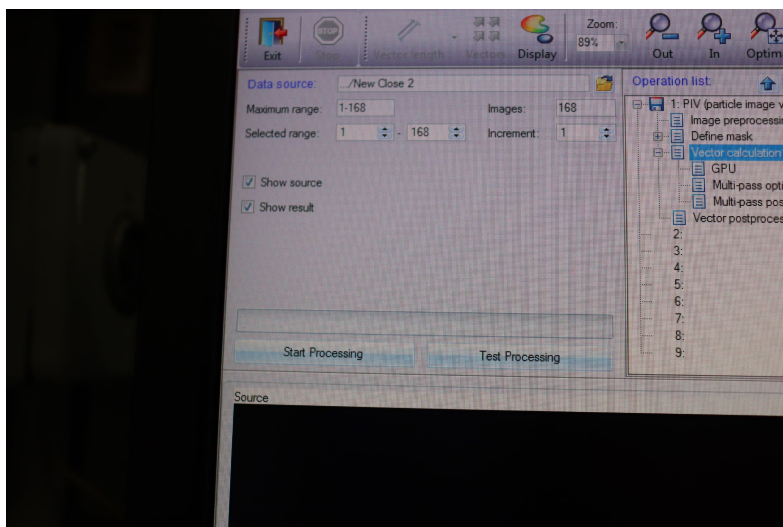 STOP
Zoom:
89%
Exit
Stop
Vector length
Vectors
Display
Out
In
Optim
Data source:
../New Close 2
Operation list:
Maximum range:
1-168
Images:
168
Selected range:
1
-
168
Increment:
1
Show source
Show result
1: PIV (particle image v
Image preprocessin
Define mask
Vector calculation
GPU
Multi-pass opti
Multi-pass pos
Vector postproces
2:
3:
4:
5:
6:
7:
8:
9:
Start Processing
Test Processing
Source